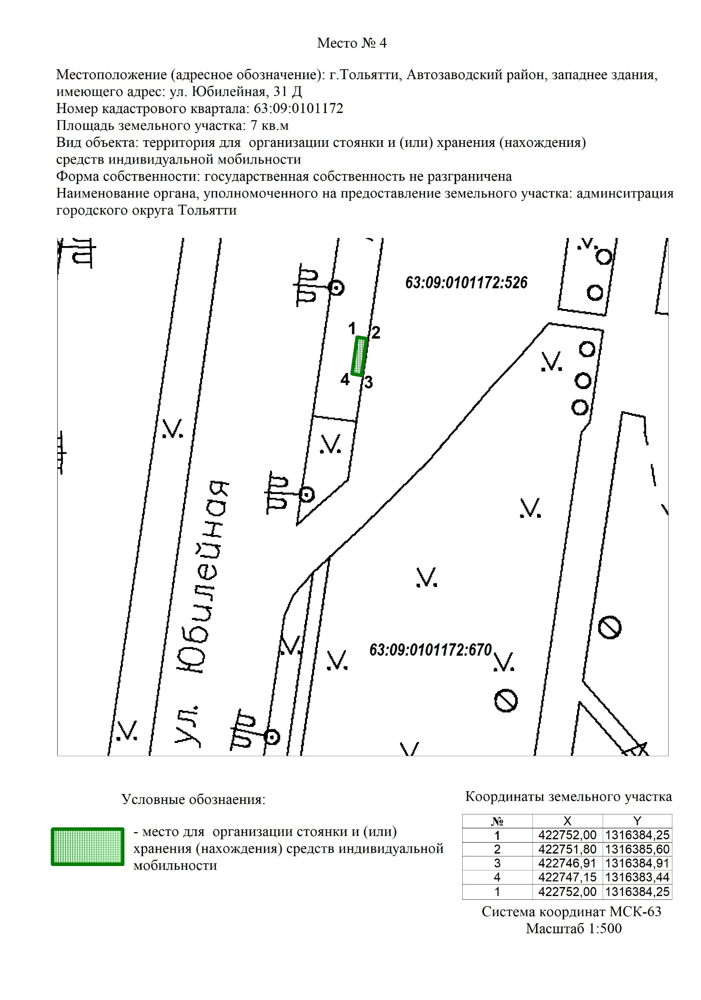 Место № 4
Местоположение (адресное обозначение): г.Тольятти, Автозаводский район, западнее здания,
имеющего адрес: ул. Юбилейная, 31 Д
Номер кадастрового квартала: 63:09:0101172
Площадь земельного участка: 7 кв.м
Вид объекта: территория для  организации стоянки и (или) хранения (нахождения)
средств индивидуальной мобильности
Форма собственности: государственная собственность не разграничена
Наименование органа, уполномоченного на предоставление земельного участка: админситрация
городского округа Тольятти
63:09:0101172:526
1
2
4
3
ул. Юбилейная
63:09:0101172:670
Условные обознаения:
- место для  организации стоянки и (или)
хранения (нахождения) средств индивидуальной
мобильности
Координаты земельного участка
№ X Y
1 422752,00 1316384,25
2 422751,80 1316385,60
3 422746,91 1316384,91
4 422747,15 1316383,44
1 422752,00 1316384,25
Система координат МСК-63
Масштаб 1:500